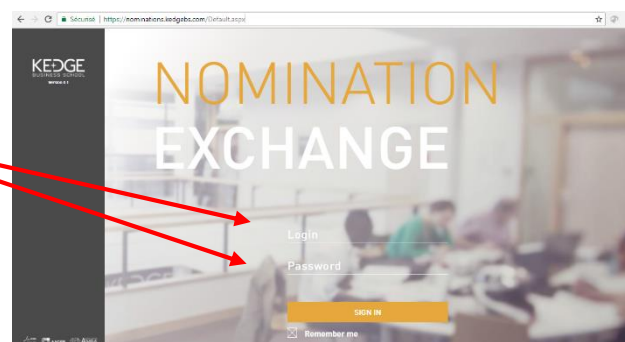 Sécurisé | https://nominations.kedgebs.com/Default.aspx
KEDGE
BUSINESS SCHOOL
NOMINATION
EXCHANGE
Login
Password
SIGN IN
Remember me